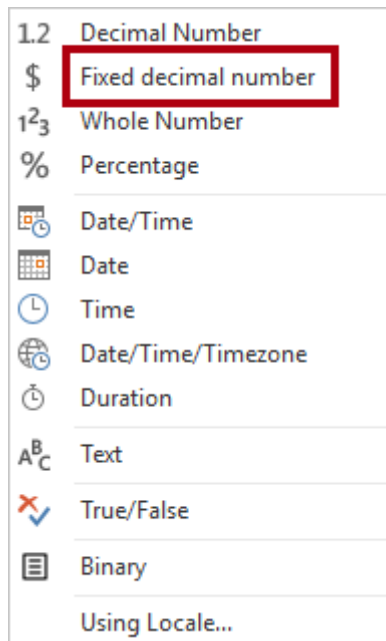 1.2 Decimal Number
$ Fixed decimal number
1²3 Whole Number
% Percentage
Date/Time
Date
Time
Date/Time/Timezone
Duration
ABC Text
True/False
Binary
Using Locale...